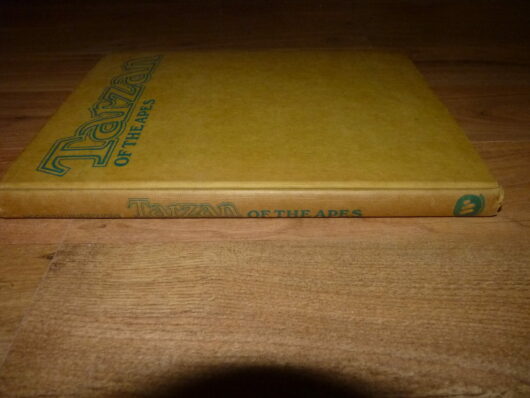 Tarzan
OF THE APES
Tarzan OF THE APES
W